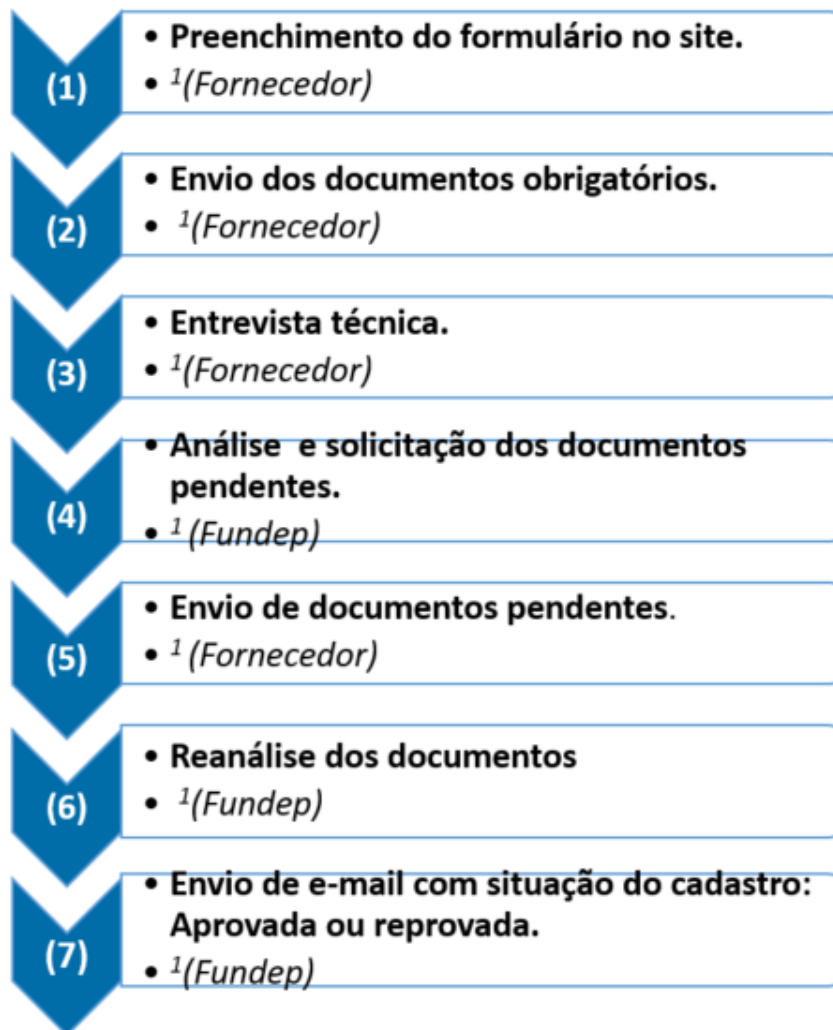 (1)
• Preenchimento do formulário no site.
• ¹(Fornecedor)
(2)
• Envio dos documentos obrigatórios.
• ¹(Fornecedor)
(3)
• Entrevista técnica.
• ¹(Fornecedor)
(4)
• Análise e solicitação dos documentos
pendentes.
• ¹ (Fundep)
(5)
• Envio de documentos pendentes.
• ¹ (Fornecedor)
(6)
• Reanálise dos documentos
• ¹(Fundep)
(7)
• Envio de e-mail com situação do cadastro:
Aprovada ou reprovada.
• ¹(Fundep)